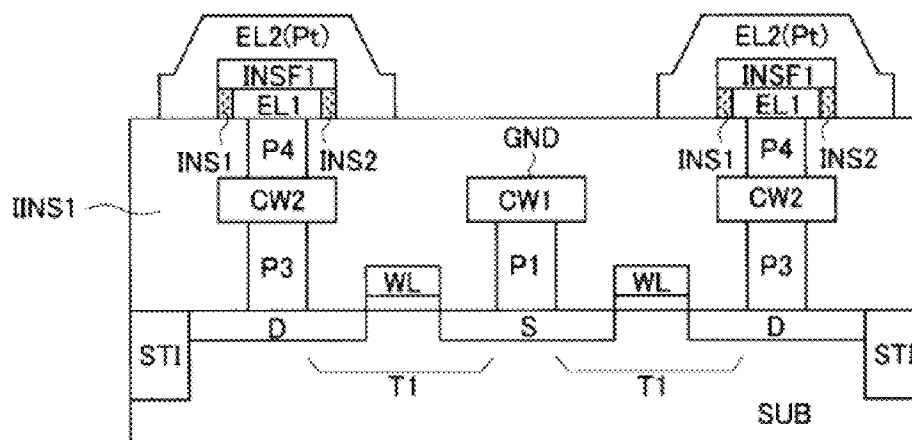 EL2(Pt) EL2(Pt)
INSF1 INSF1
EL1 EL1
INS1 P4 INS2 GND INS1 P4 INS2
IINS1 CW2 CW1 CW2
P3 WL P1 WL P3
STI D S D STI
T1 T1
SUB